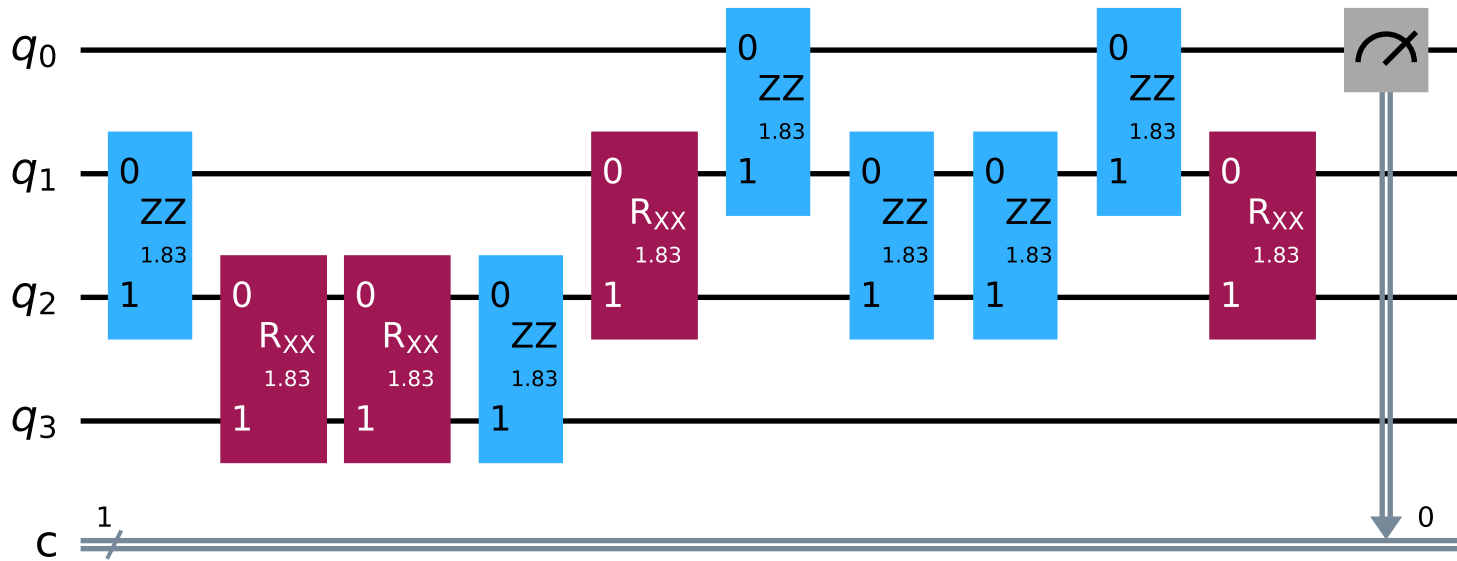 q0 0 ZZ 1.83 1 0 ZZ 1.83 1
q1 0 ZZ 1.83 1 0 RXX 1.83 1 0 ZZ 1.83 1 0 ZZ 1.83 1 0 RXX 1.83 1
q2 0 RXX 1.83 1 0 RXX 1.83 1 0 ZZ 1.83 1
q3
c 1 0